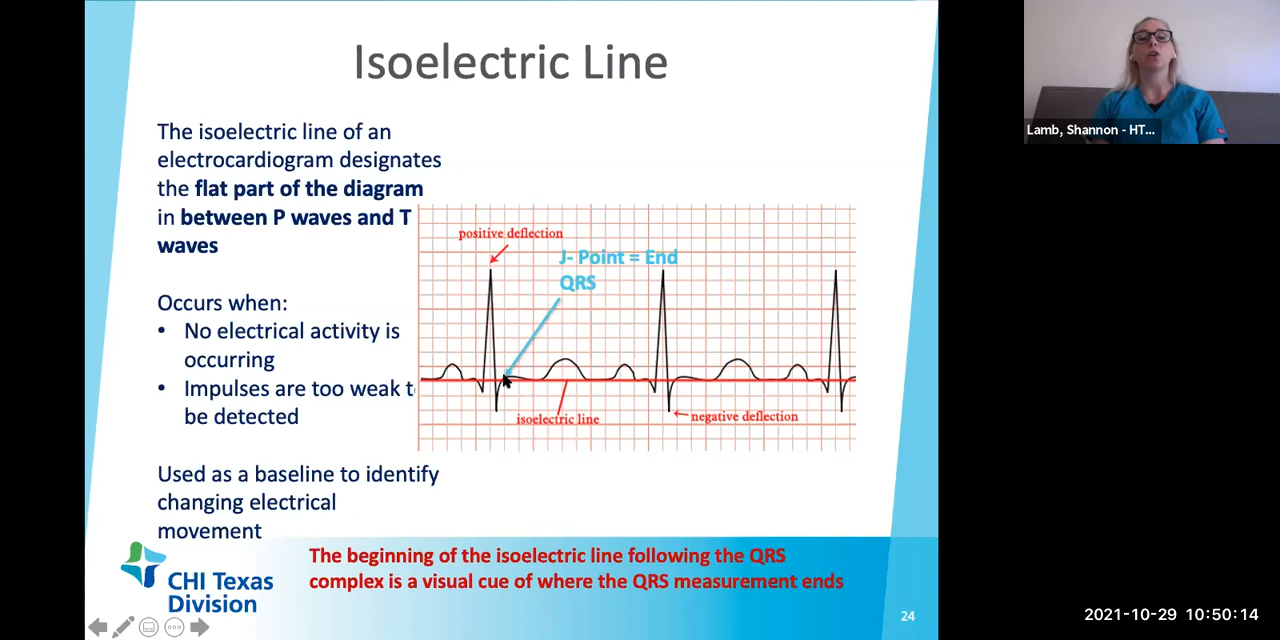 Isoelectric Line
The isoelectric line of an
electrocardiogram designates
the flat part of the diagram
in between P waves and T
waves
Occurs when:
• No electrical activity is
occurring
• Impulses are too weak t
be detected
Used as a baseline to identify
changing electrical
movement
positive deflection
J- Point = End
QRS
isoelectric line
negative deflection
The beginning of the isoelectric line following the QRS
complex is a visual cue of where the QRS measurement ends
CHI Texas
Division
24
Lamb, Shannon - HT...
2021-10-29 10:50:14